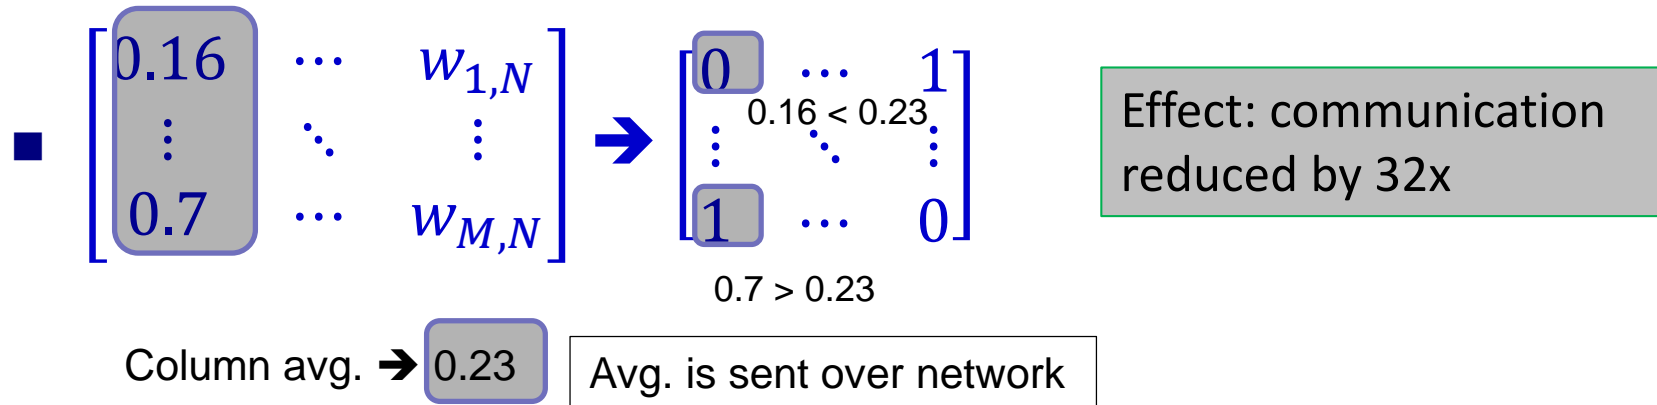 0.16 ⋯ w₁,N
⋮ ⋱ ⋮
0.7 ⋯ w_M,N
➔
0 ⋯ 1
0.16 < 0.23
⋮ ⋱ ⋮
1 ⋯ 0
0.7 > 0.23
Effect: communication
reduced by 32x
Column avg. ➔ 0.23
Avg. is sent over network